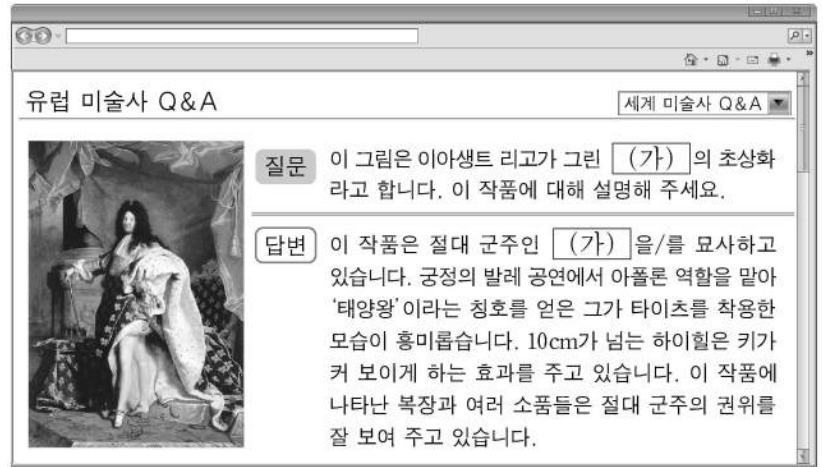 유럽 미술사 Q&A
세계 미술사 Q&A
질문
이 그림은 이아생트 리고가 그린 (가) 의 초상화
라고 합니다. 이 작품에 대해 설명해 주세요.
답변
이 작품은 절대 군주인 (가) 을/를 묘사하고
있습니다. 궁정의 발레 공연에서 아폴론 역할을 맡아
‘태양왕’이라는 칭호를 얻은 그가 타이츠를 착용한
모습이 흥미롭습니다. 10cm가 넘는 하이힐은 키가
커 보이게 하는 효과를 주고 있습니다. 이 작품에
나타난 복장과 여러 소품들은 절대 군주의 권위를
잘 보여 주고 있습니다.